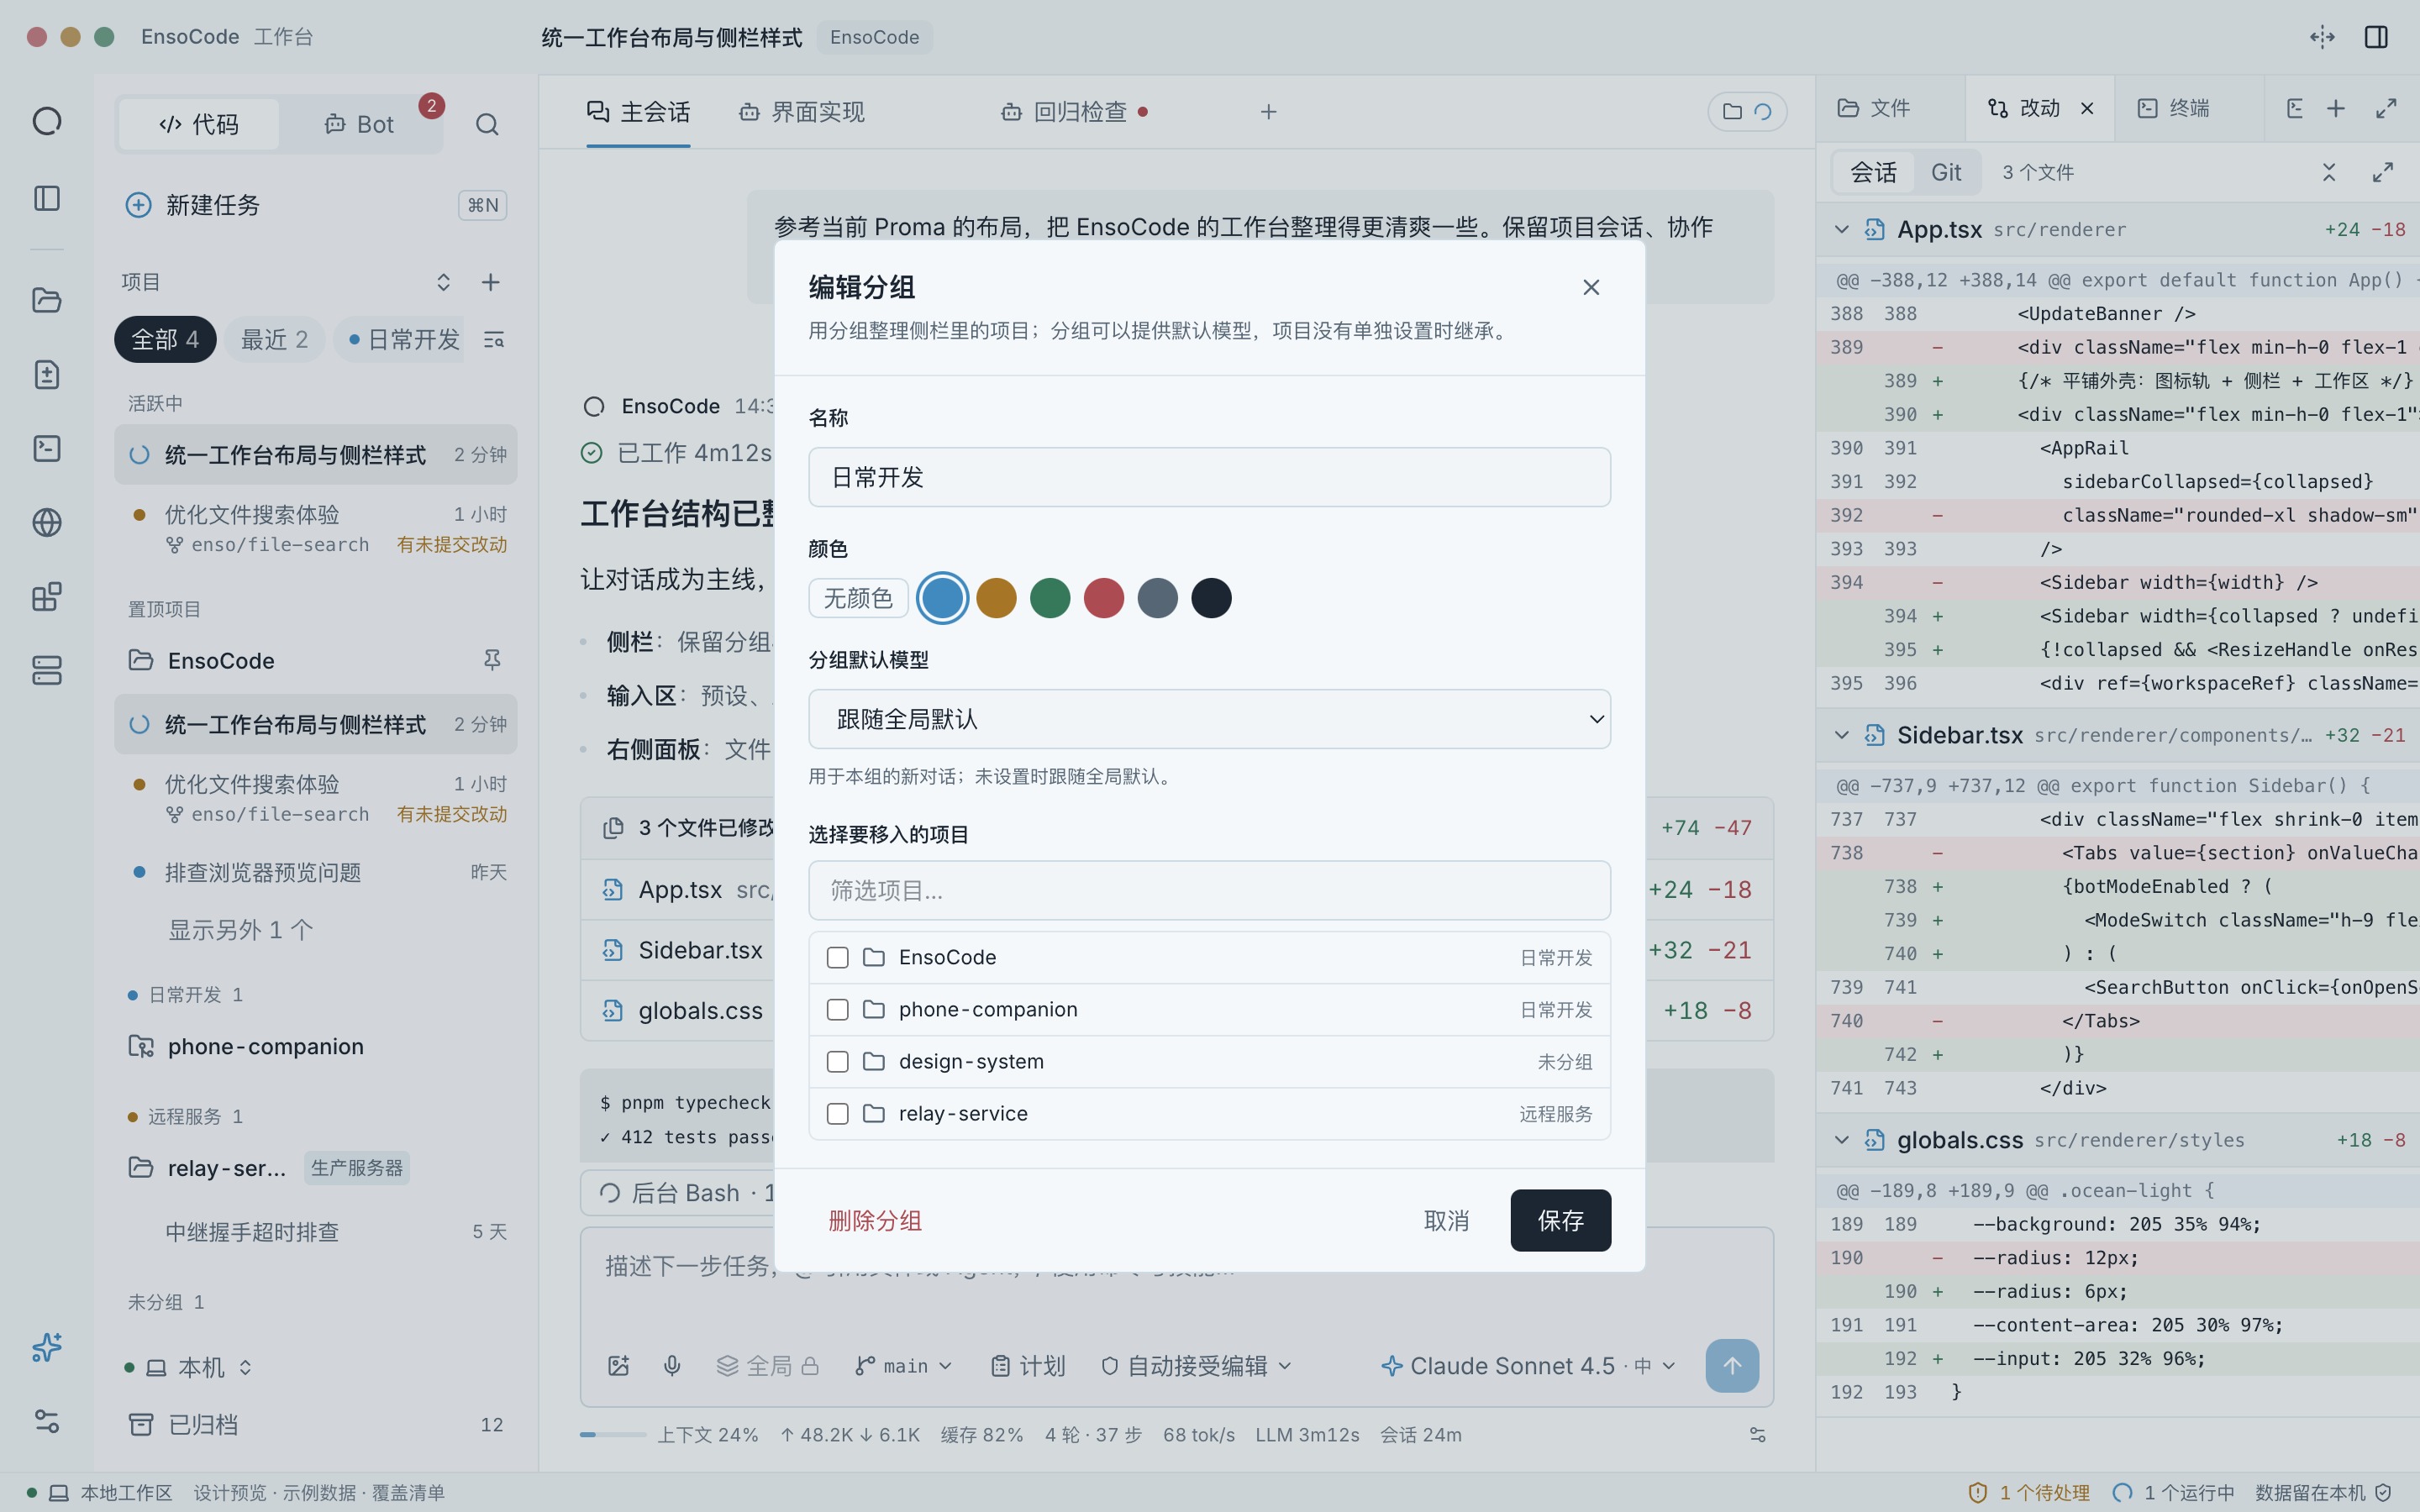 EnsoCode 工作台
统一工作台布局与侧栏样式 EnsoCode
代码 Bot 2
新建任务 ⌘N
项目
全部 4 最近 2 日常开发
活跃中
统一工作台布局与侧栏样式 2 分钟
优化文件搜索体验 1 小时
enso/file-search 有未提交改动
置顶项目
EnsoCode
统一工作台布局与侧栏样式 2 分钟
优化文件搜索体验 1 小时
enso/file-search 有未提交改动
排查浏览器预览问题 昨天
显示另外 1 个
日常开发 1
phone-companion
远程服务 1
relay-ser... 生产服务器
中继握手超时排查 5 天
未分组 1
本机
已归档 12
主会话 界面实现 回归检查
参考当前 Proma 的布局，把 EnsoCode 的工作台整理得更清爽一些。保留项目会话、协作
EnsoCode 14:3
已工作 4m12s
工作台结构已
让对话成为主线，
侧栏：保留分组
输入区：预设、
右侧面板：文件
3 个文件已修改 +74 −47
App.tsx src/ +24 −18
Sidebar.tsx +32 −21
globals.css +18 −8
$ pnpm typecheck
✓ 412 tests pass
后台 Bash · 1
描述下一步任务，
全局 main 计划 自动接受编辑 Claude Sonnet 4.5 · 中
上下文 24% ↑ 48.2K ↓ 6.1K 缓存 82% 4 轮 · 37 步 68 tok/s LLM 3m12s 会话 24m
编辑分组
用分组整理侧栏里的项目；分组可以提供默认模型，项目没有单独设置时继承。
名称
日常开发
颜色
无颜色
分组默认模型
跟随全局默认
用于本组的新对话；未设置时跟随全局默认。
选择要移入的项目
筛选项目...
EnsoCode 日常开发
phone-companion 日常开发
design-system 未分组
relay-service 远程服务
删除分组 取消 保存
文件 改动 终端
会话 Git 3 个文件
App.tsx src/renderer +24 −18
@@ −388,12 +388,14 @@ export default function App()
388 388 <UpdateBanner />
389 − <div className="flex min-h-0 flex-1
389 + {/* 平铺外壳：图标轨 + 侧栏 + 工作区 */}
390 + <div className="flex min-h-0 flex-1"
390 391 <AppRail
391 392 sidebarCollapsed={collapsed}
392 − className="rounded-xl shadow-sm"
393 393 />
394 − <Sidebar width={width} />
394 + <Sidebar width={collapsed ? undefi
395 + {!collapsed && <ResizeHandle onRes
395 396 <div ref={workspaceRef} className=
Sidebar.tsx src/renderer/components/… +32 −21
@@ −737,9 +737,12 @@ export function Sidebar() {
737 737 <div className="flex shrink-0 item
738 − <Tabs value={section} onValueCha
738 + {botModeEnabled ? (
739 + <ModeSwitch className="h-9 fle
740 + ) : (
739 741 <SearchButton onClick={onOpenS
740 − </Tabs>
742 + )}
741 743 </div>
globals.css src/renderer/styles +18 −8
@@ −189,8 +189,9 @@ .ocean-light {
189 189 --background: 205 35% 94%;
190 − --radius: 12px;
190 + --radius: 6px;
191 191 --content-area: 205 30% 97%;
192 + --input: 205 32% 96%;
192 193 }
本地工作区 设计预览 · 示例数据 · 覆盖清单 1 个待处理 1 个运行中 数据留在本机